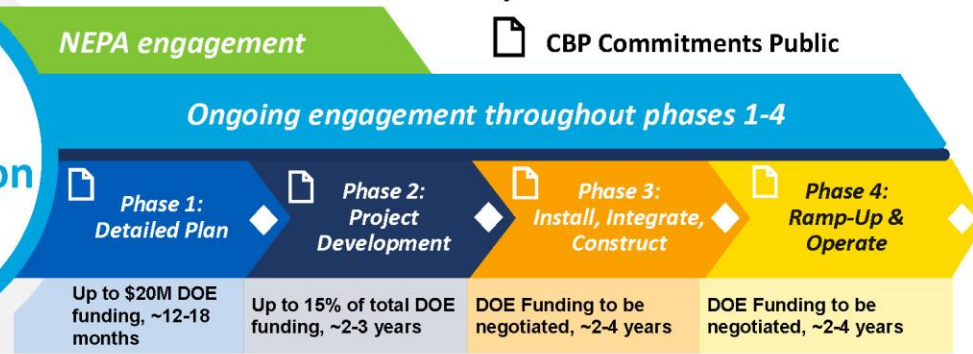 NEPA engagement
CBP Commitments Public
Ongoing engagement throughout phases 1-4
on
Phase 1:
Detailed Plan
Phase 2:
Project
Development
Phase 3:
Install, Integrate,
Construct
Phase 4:
Ramp-Up &
Operate
Up to $20M DOE
funding, ~12-18
months
Up to 15% of total DOE
funding, ~2-3 years
DOE Funding to be
negotiated, ~2-4 years
DOE Funding to be
negotiated, ~2-4 years